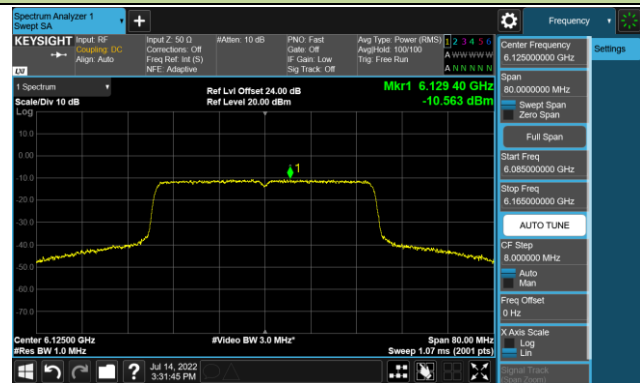 Spectrum Analyzer 1
Swept SA
Frequency
KEYSIGHT
Input: RF
Coupling: DC
Align: Auto
Input Z: 50 Ω
Corrections: Off
Freq Ref: Int (S)
NFE: Adaptive
#Atten: 10 dB
PNO: Fast
Gate: Off
IF Gain: Low
Sig Track: Off
Avg Type: Power (RMS)
Avg|Hold: 100/100
Trig: Free Run
1 2 3 4 5 6
A W W W W W
A N N N N N
LXI
1 Spectrum
Scale/Div 10 dB
Log
Ref Lvl Offset 24.00 dB
Ref Level 20.00 dBm
Mkr1 6.129 40 GHz
-10.563 dBm
10.0
0.00
-10.0
-20.0
-30.0
-40.0
-50.0
-60.0
-70.0
1
Center 6.12500 GHz
#Res BW 1.0 MHz
#Video BW 3.0 MHz*
Span 80.00 MHz
Sweep 1.07 ms (2001 pts)
Jul 14, 2022
3:31:45 PM
Center Frequency
6.125000000 GHz
Span
80.0000000 MHz
Swept Span
Zero Span
Full Span
Start Freq
6.085000000 GHz
Stop Freq
6.165000000 GHz
AUTO TUNE
CF Step
8.000000 MHz
Auto
Man
Freq Offset
0 Hz
X Axis Scale
Log
Lin
Signal Track
(Span Zoom)
Settings